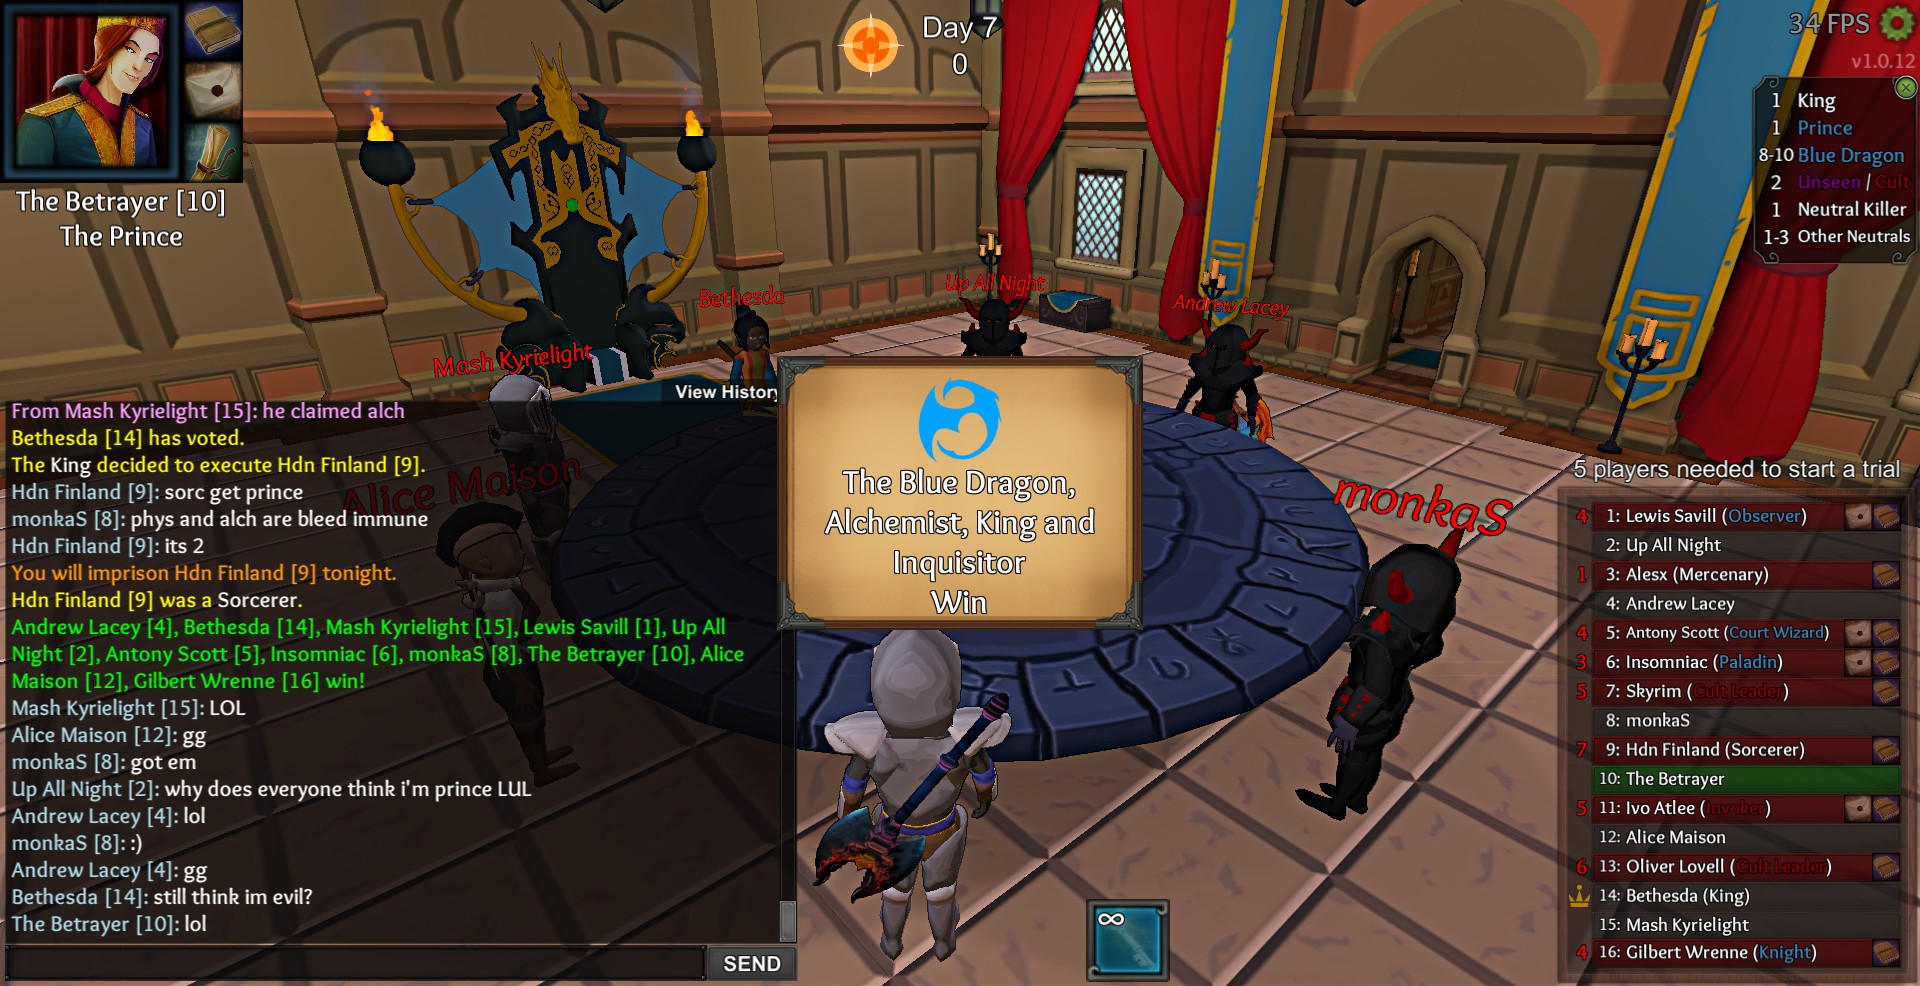 The Betrayer [10]
The Prince
Day 7
0
34 FPS
v1.0.12
1 King
1 Prince
8-10 Blue Dragon
2 Unseen / Cult
1 Neutral Killer
1-3 Other Neutrals
Up All Night
Bethesda
Andrew Lacey
Mash Kyrielight
Alice Maison
monkaS
View History
From Mash Kyrielight [15]: he claimed alch
Bethesda [14] has voted.
The King decided to execute Hdn Finland [9].
Hdn Finland [9]: sorc get prince
monkaS [8]: phys and alch are bleed immune
Hdn Finland [9]: its 2
You will imprison Hdn Finland [9] tonight.
Hdn Finland [9] was a Sorcerer.
Andrew Lacey [4], Bethesda [14], Mash Kyrielight [15], Lewis Savill [1], Up All
Night [2], Antony Scott [5], Insomniac [6], monkaS [8], The Betrayer [10], Alice
Maison [12], Gilbert Wrenne [16] win!
Mash Kyrielight [15]: LOL
Alice Maison [12]: gg
monkaS [8]: got em
Up All Night [2]: why does everyone think i'm prince LUL
Andrew Lacey [4]: lol
monkaS [8]: :)
Andrew Lacey [4]: gg
Bethesda [14]: still think im evil?
The Betrayer [10]: lol
SEND
The Blue Dragon,
Alchemist, King and
Inquisitor
Win
∞
5 players needed to start a trial
4 1: Lewis Savill (Observer)
2: Up All Night
1 3: Alesx (Mercenary)
4: Andrew Lacey
4 5: Antony Scott (Court Wizard)
3 6: Insomniac (Paladin)
5 7: Skyrim (Cult Leader)
8: monkaS
7 9: Hdn Finland (Sorcerer)
10: The Betrayer
5 11: Ivo Atlee (Invoker)
12: Alice Maison
6 13: Oliver Lovell (Cult Leader)
14: Bethesda (King)
15: Mash Kyrielight
4 16: Gilbert Wrenne (Knight)